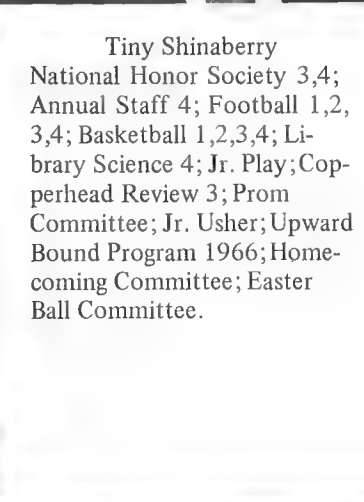 Tiny Shinaberry
National Honor Society 3,4;
Annual Staff 4; Football 1,2,
3,4; Basketball 1,2,3,4; Li-
brary Science 4; Jr. Play; Cop-
perhead Review 3; Prom
Committee; Jr. Usher; Upward
Bound Program 1966; Home-
coming Committee; Easter
Ball Committee.